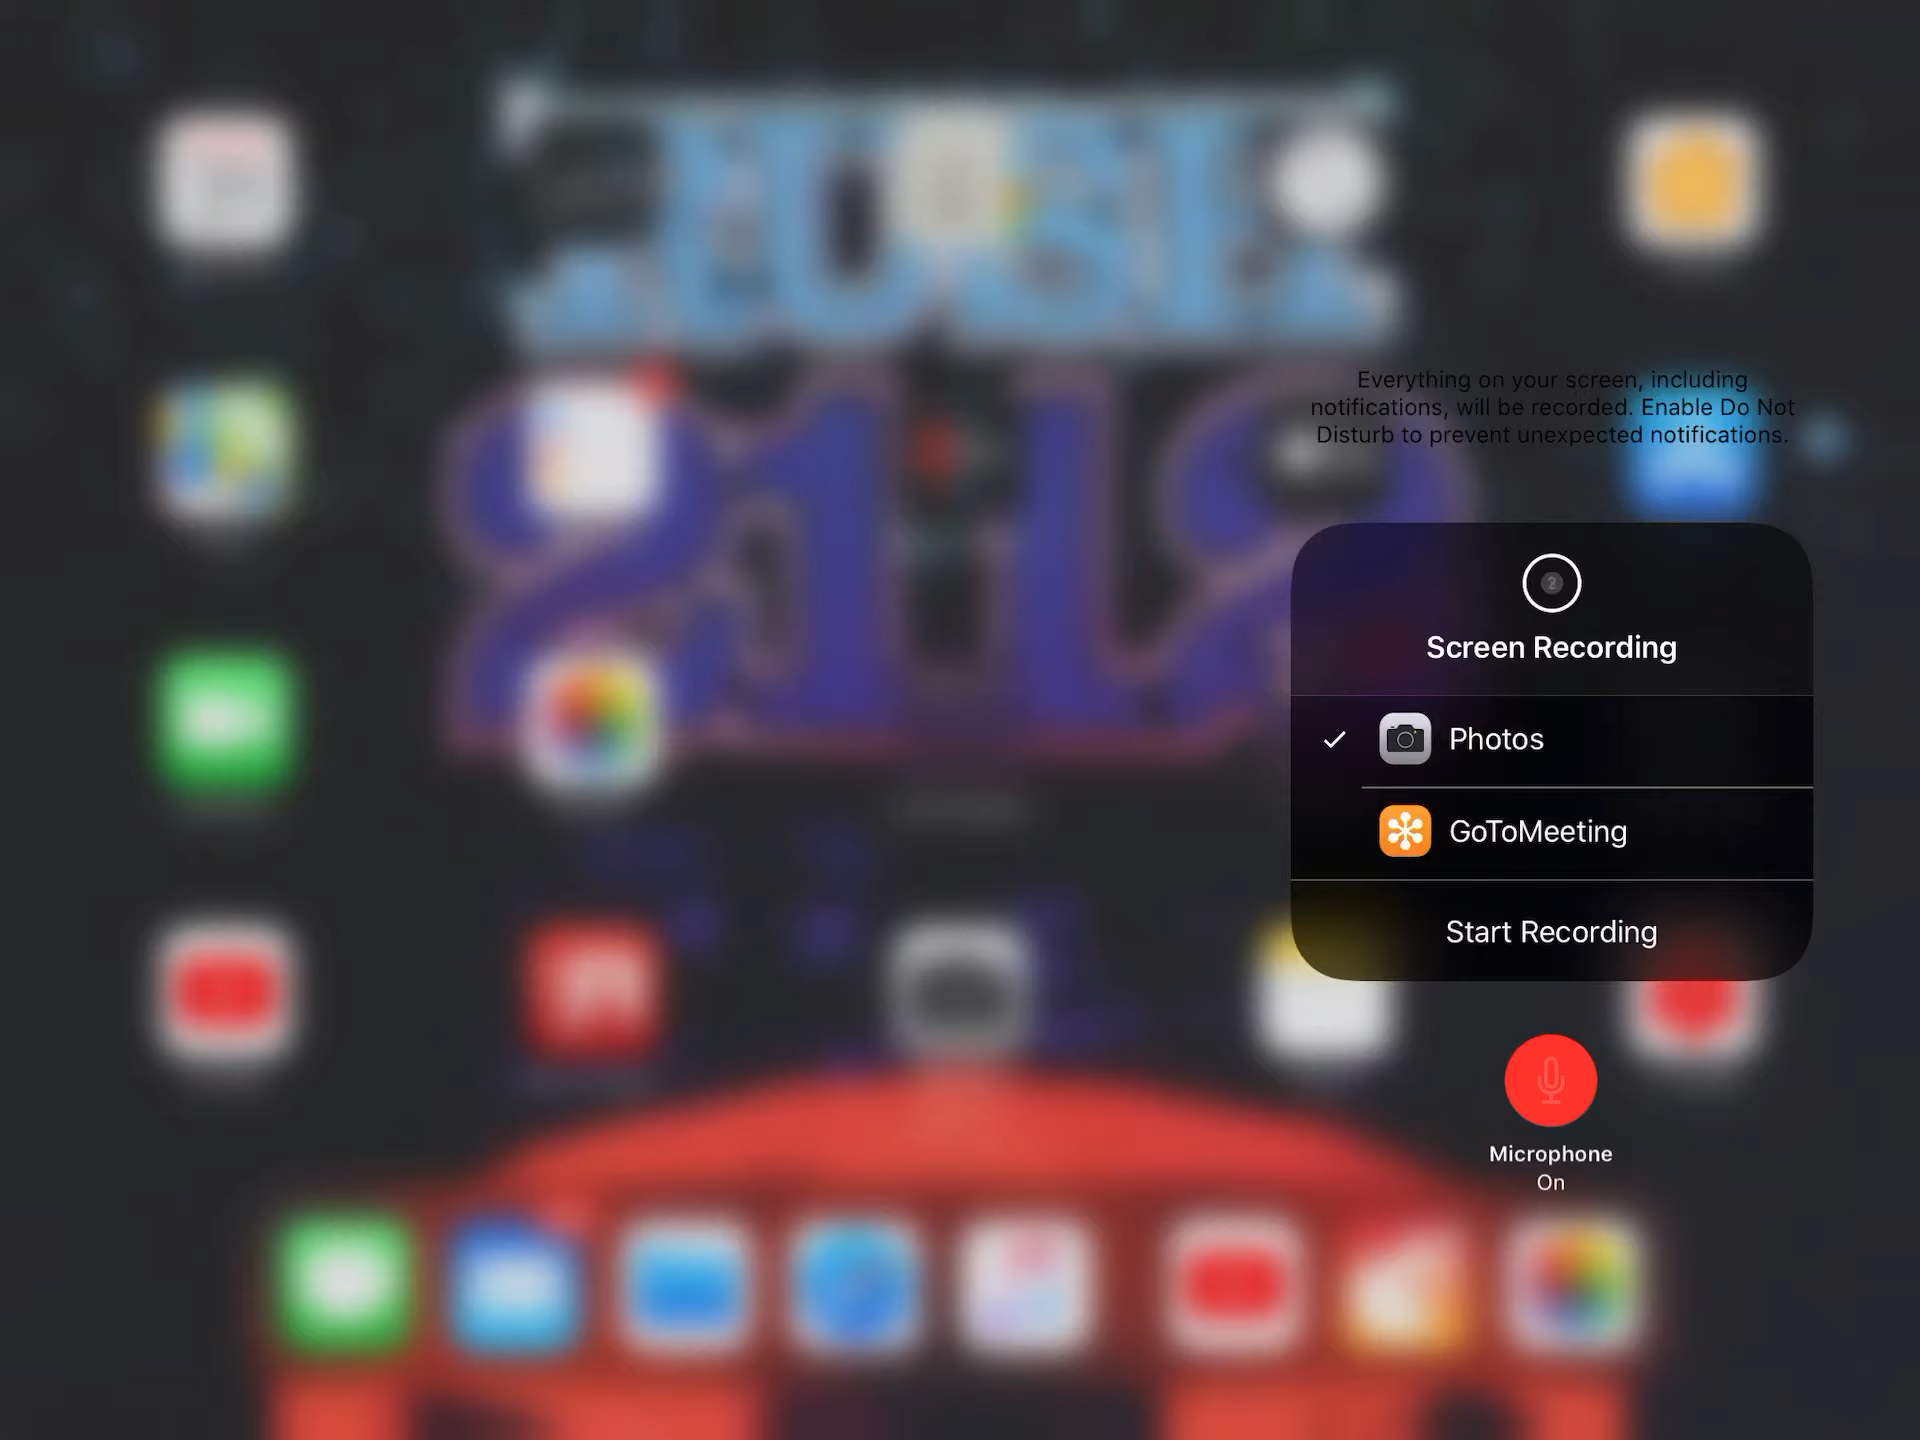 Everything on your screen, including
notifications, will be recorded. Enable Do Not
Disturb to prevent unexpected notifications.
Screen Recording
Photos
GoToMeeting
Start Recording
Microphone
On